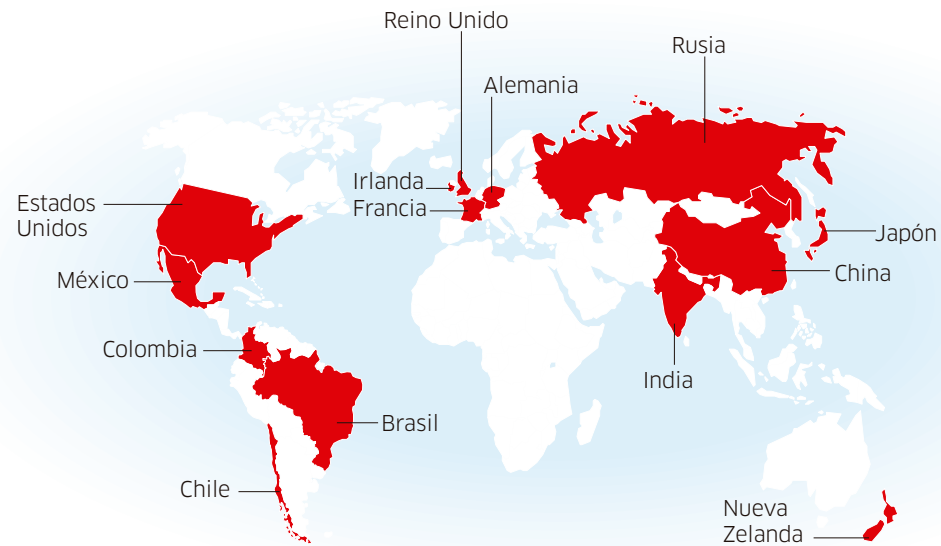 Reino Unido
Rusia
Alemania
Irlanda
Francia
Estados
Unidos
Japón
China
México
Colombia
India
Brasil
Chile
Nueva
Zelanda